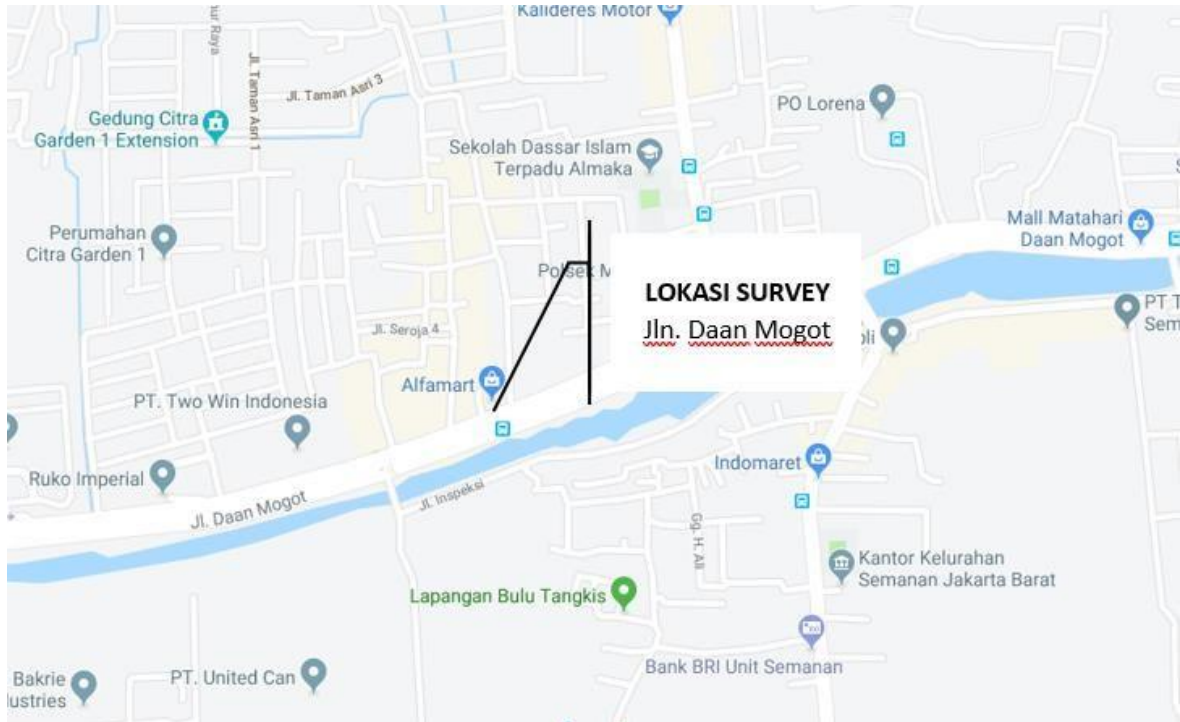 Kalideres Motor
Jl. Taman Asri 3
Jl. Taman Asri 1
PO Lorena
Gedung Citra
Garden 1 Extension
Sekolah Dassar Islam
Terpadu Almaka
Mall Matahari
Daan Mogot
Perumahan
Citra Garden 1
Polsek
LOKASI SURVEY
Jln. Daan Mogot
PT
Jl. Seroja 4
Alfamart
PT. Two Win Indonesia
Indomaret
Ruko Imperial
Jl. Inspeksi
Jl. Daan Mogot
Gg. H. Ali
Kantor Kelurahan
Semanan Jakarta Barat
Lapangan Bulu Tangkis
Bank BRI Unit Semanan
PT. United Can
Bakrie